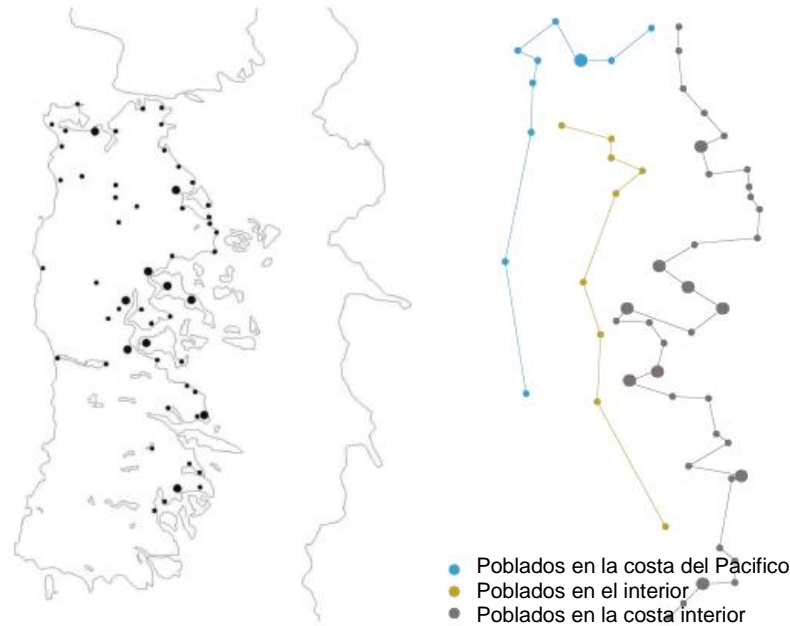 Poblados en la costa del Pacifico
Poblados en el interior
Poblados en la costa interior